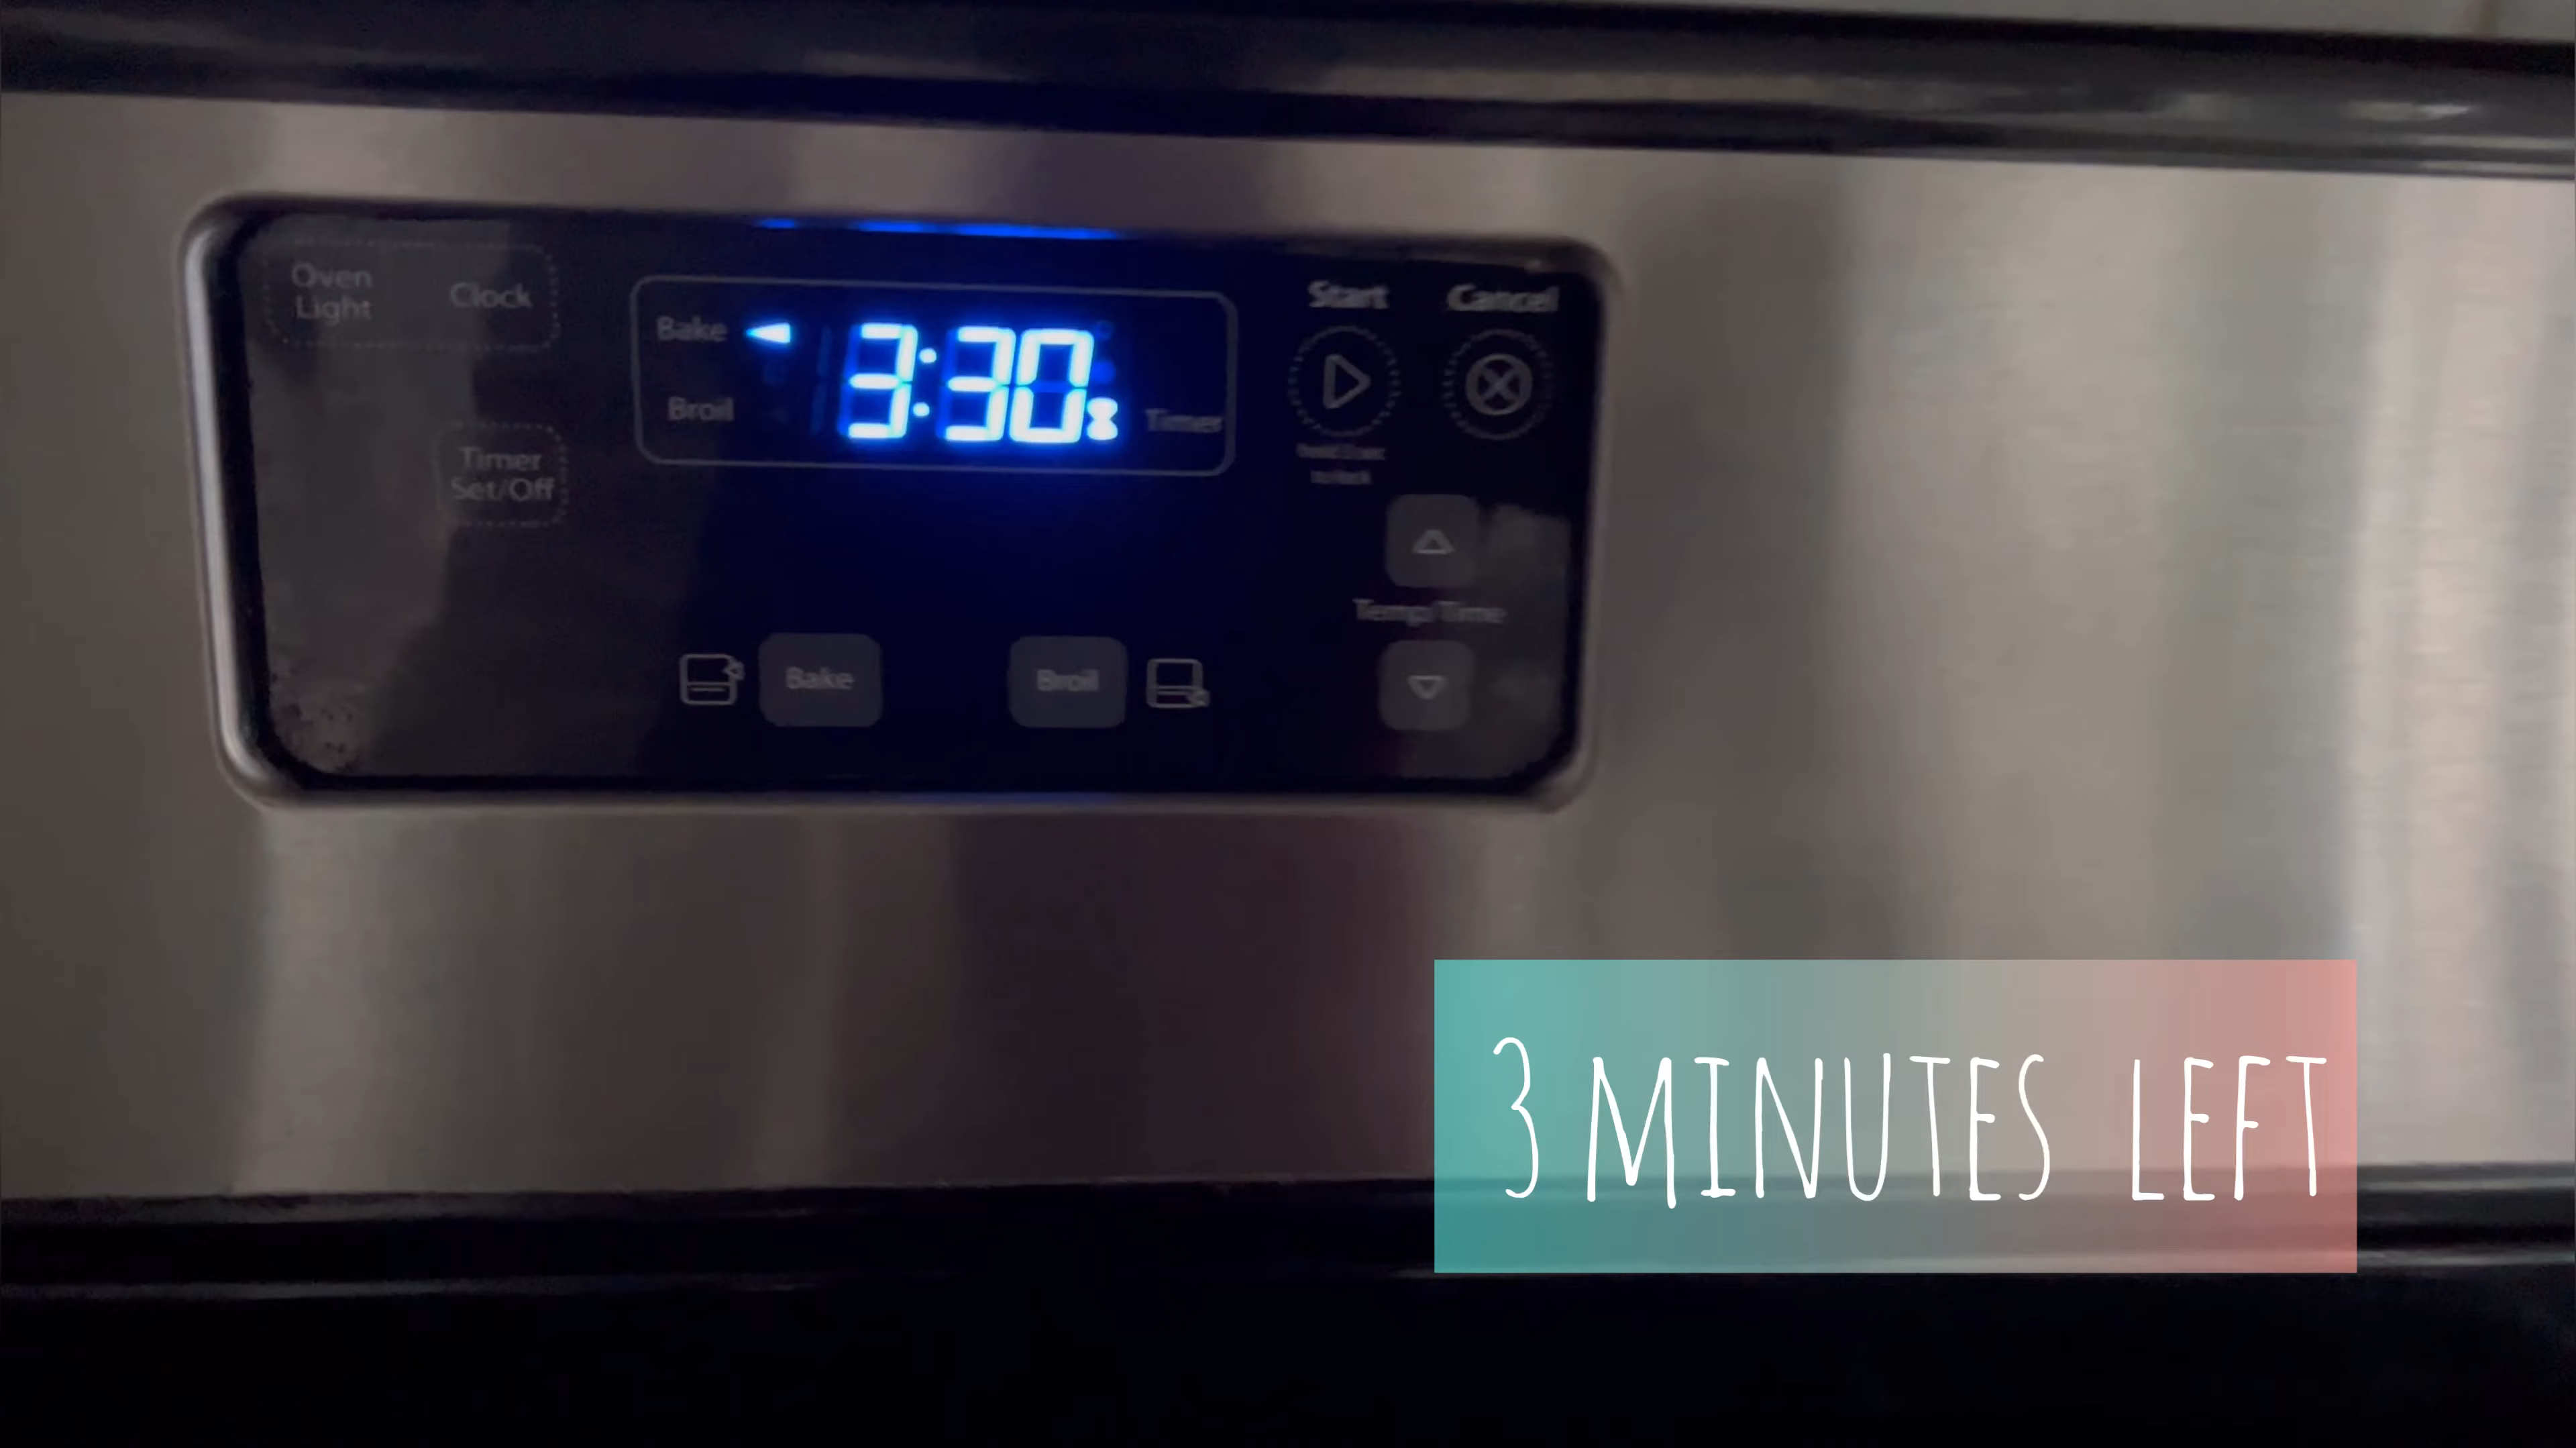 Oven
Light
Clock
Timer
Set/Off
Bake
Broil
3:30
Timer
Start
Cancel
Temp/Time
Bake
Broil
3 MINUTES LEFT